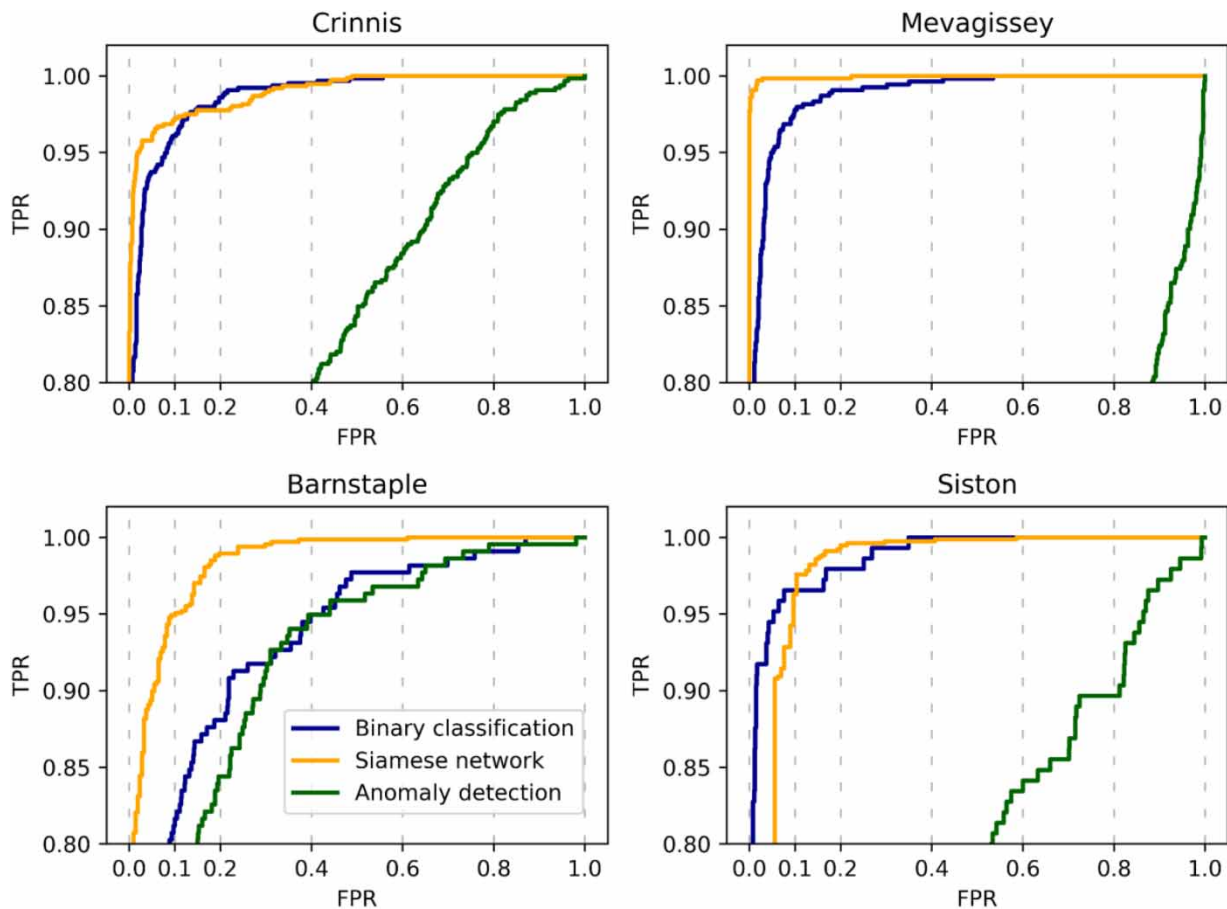 Crinnis
1.00
0.95
0.90
0.85
0.80
TPR
0.0 0.1 0.2 0.4 0.6 0.8 1.0
FPR
Mevagissey
1.00
0.95
0.90
0.85
0.80
TPR
0.0 0.1 0.2 0.4 0.6 0.8 1.0
FPR
Barnstaple
1.00
0.95
0.90
0.85
0.80
TPR
Binary classification
Siamese network
Anomaly detection
0.0 0.1 0.2 0.4 0.6 0.8 1.0
FPR
Siston
1.00
0.95
0.90
0.85
0.80
TPR
0.0 0.1 0.2 0.4 0.6 0.8 1.0
FPR